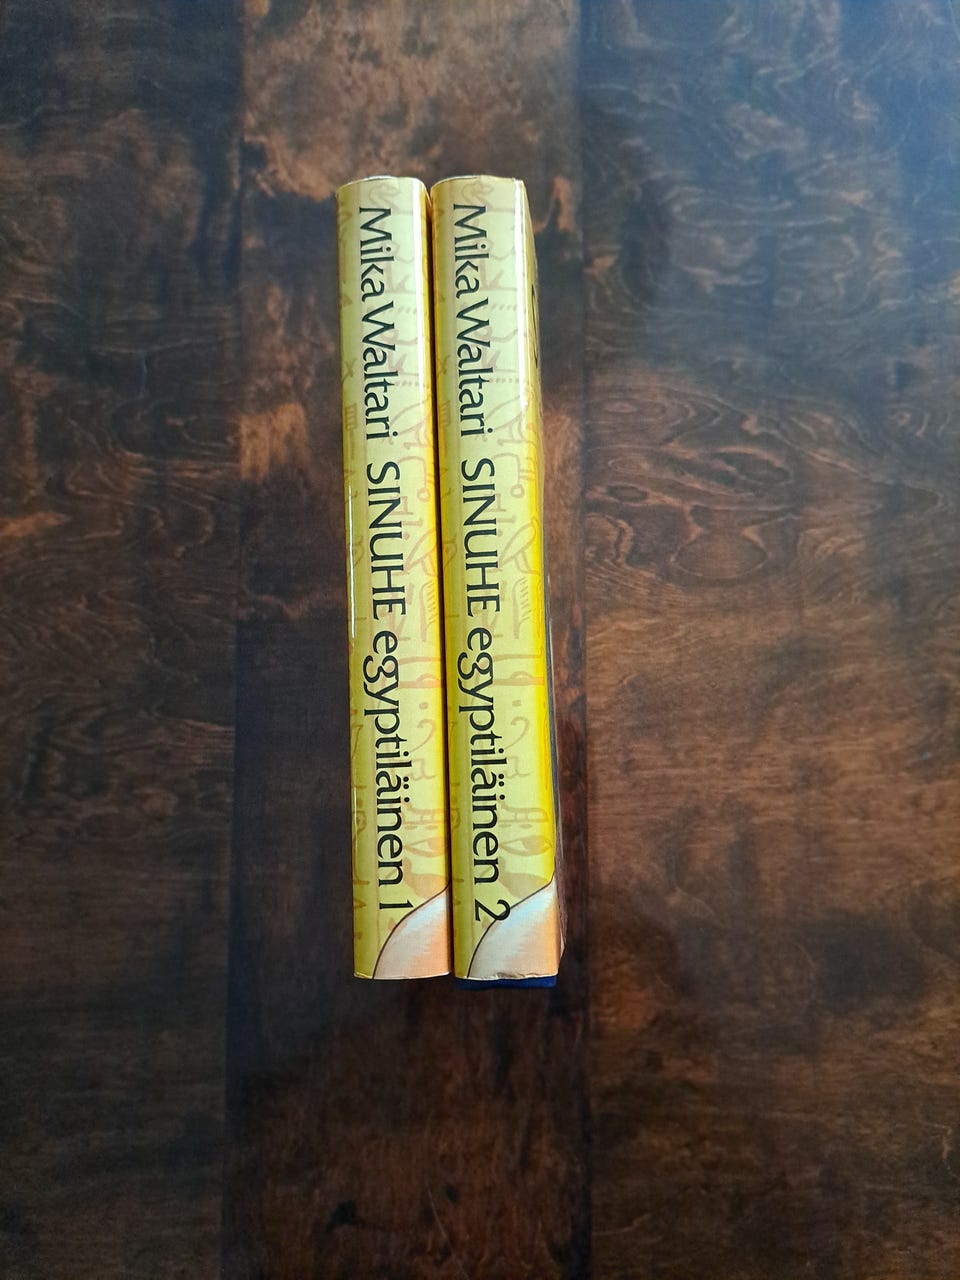 Mika Waltari SINUHE egyptiläinen 1
Mika Waltari SINUHE egyptiläinen 2